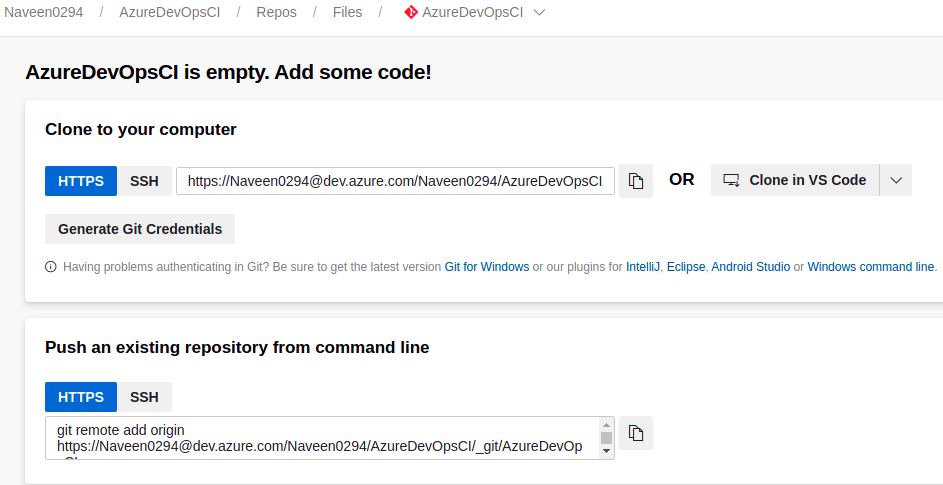 Naveen0294 / AzureDevOpsCI / Repos / Files / AzureDevOpsCI
AzureDevOpsCI is empty. Add some code!
Clone to your computer
HTTPS SSH https://Naveen0294@dev.azure.com/Naveen0294/AzureDevOpsCI OR Clone in VS Code
Generate Git Credentials
Having problems authenticating in Git? Be sure to get the latest version Git for Windows or our plugins for IntelliJ, Eclipse, Android Studio or Windows command line.
Push an existing repository from command line
HTTPS SSH
git remote add origin
https://Naveen0294@dev.azure.com/Naveen0294/AzureDevOpsCI/_git/AzureDevOp